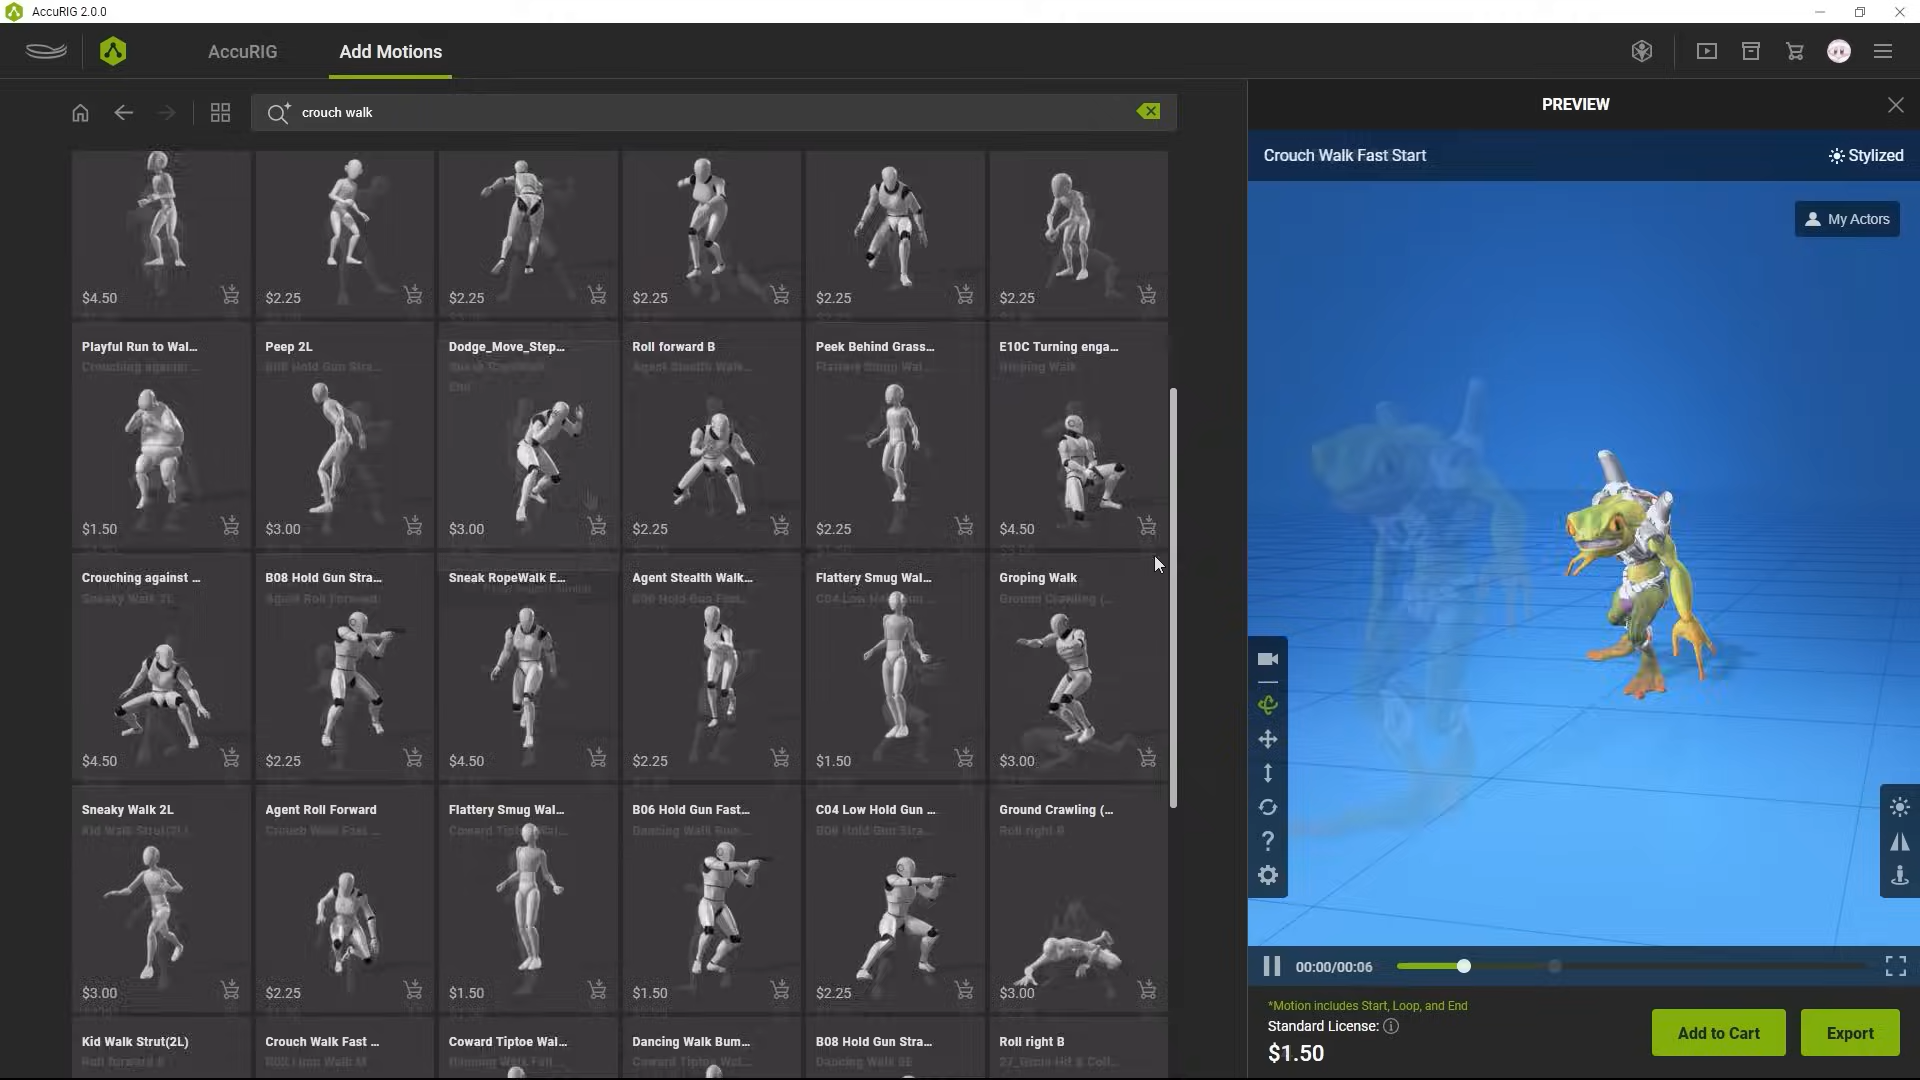 AccuRIG 2.0.0
AccuRIG Add Motions
crouch walk
PREVIEW
Crouch Walk Fast Start Stylized
My Actors
$4.50 $2.25 $2.25 $2.25 $2.25 $2.25
Playful Run to Wal... Peep 2L Dodge_Move_Step... Roll forward B Peek Behind Grass... E10C Turning enga...
$1.50 $3.00 $3.00 $2.25 $2.25 $4.50
Crouching against ... B08 Hold Gun Stra... Sneak RopeWalk E... Agent Stealth Walk... Flattery Smug Wal... Groping Walk
$4.50 $2.25 $4.50 $2.25 $1.50 $3.00
Sneaky Walk 2L Agent Roll Forward Flattery Smug Wal... B06 Hold Gun Fast... C04 Low Hold Gun ... Ground Crawling (...
$3.00 $2.25 $1.50 $1.50 $2.25 $3.00
Kid Walk Strut(2L) Crouch Walk Fast ... Coward Tiptoe Wal... Dancing Walk Bum... B08 Hold Gun Stra... Roll right B
00:00/00:06
*Motion includes Start, Loop, and End
Standard License:
$1.50
Add to Cart Export